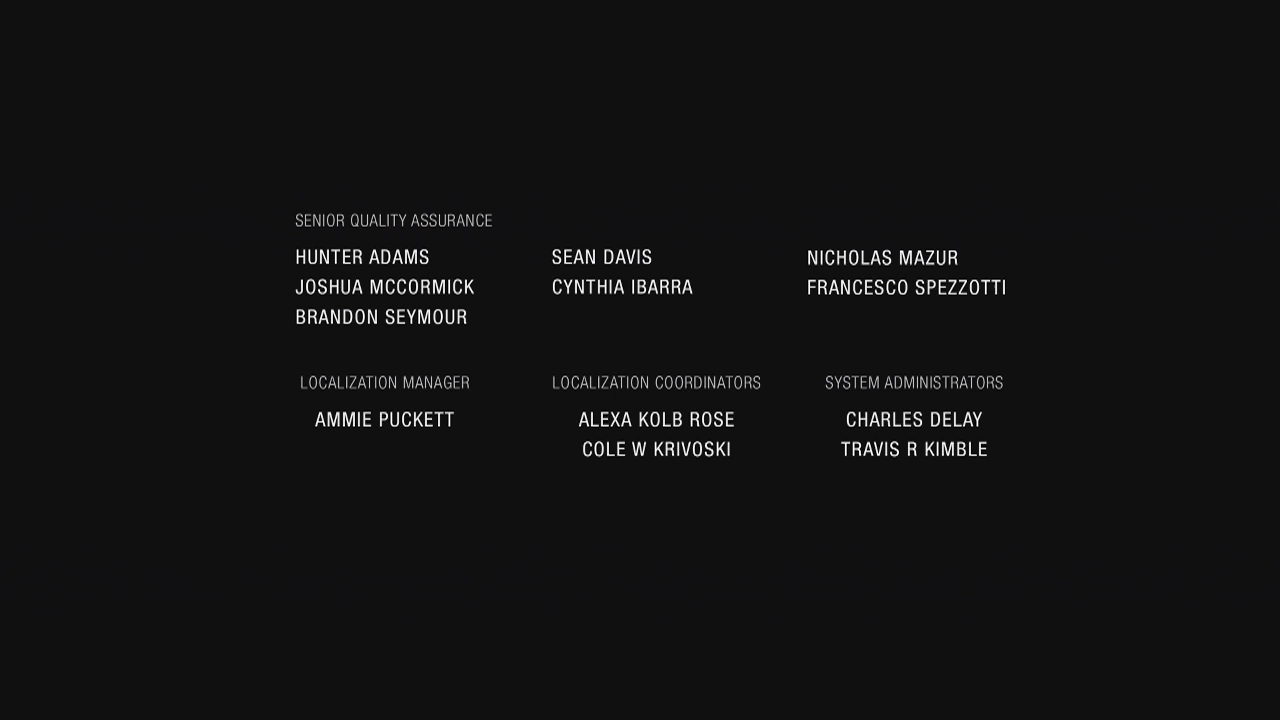 SENIOR QUALITY ASSURANCE
HUNTER ADAMS SEAN DAVIS NICHOLAS MAZUR
JOSHUA MCCORMICK CYNTHIA IBARRA FRANCESCO SPEZZOTTI
BRANDON SEYMOUR
LOCALIZATION MANAGER LOCALIZATION COORDINATORS SYSTEM ADMINISTRATORS
AMMIE PUCKETT ALEXA KOLB ROSE CHARLES DELAY
COLE W KRIVOSKI TRAVIS R KIMBLE